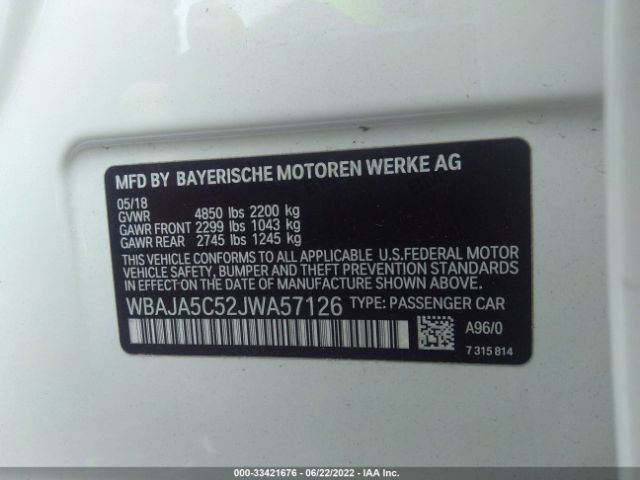 MFD BY BAYERISCHE MOTOREN WERKE AG
05/18
GVWR 4850 lbs 2200 kg
GAWR FRONT 2299 lbs 1043 kg
GAWR REAR 2745 lbs 1245 kg
THIS VEHICLE CONFORMS TO ALL APPLICABLE U.S.FEDERAL MOTOR
VEHICLE SAFETY, BUMPER AND THEFT PREVENTION STANDARDS
IN EFFECT ON THE DATE OF MANUFACTURE SHOWN ABOVE.
WBAJA5C52JWA57126 TYPE: PASSENGER CAR
A96/0
7 315 814
000-33421676 - 06/22/2022 - IAA Inc.